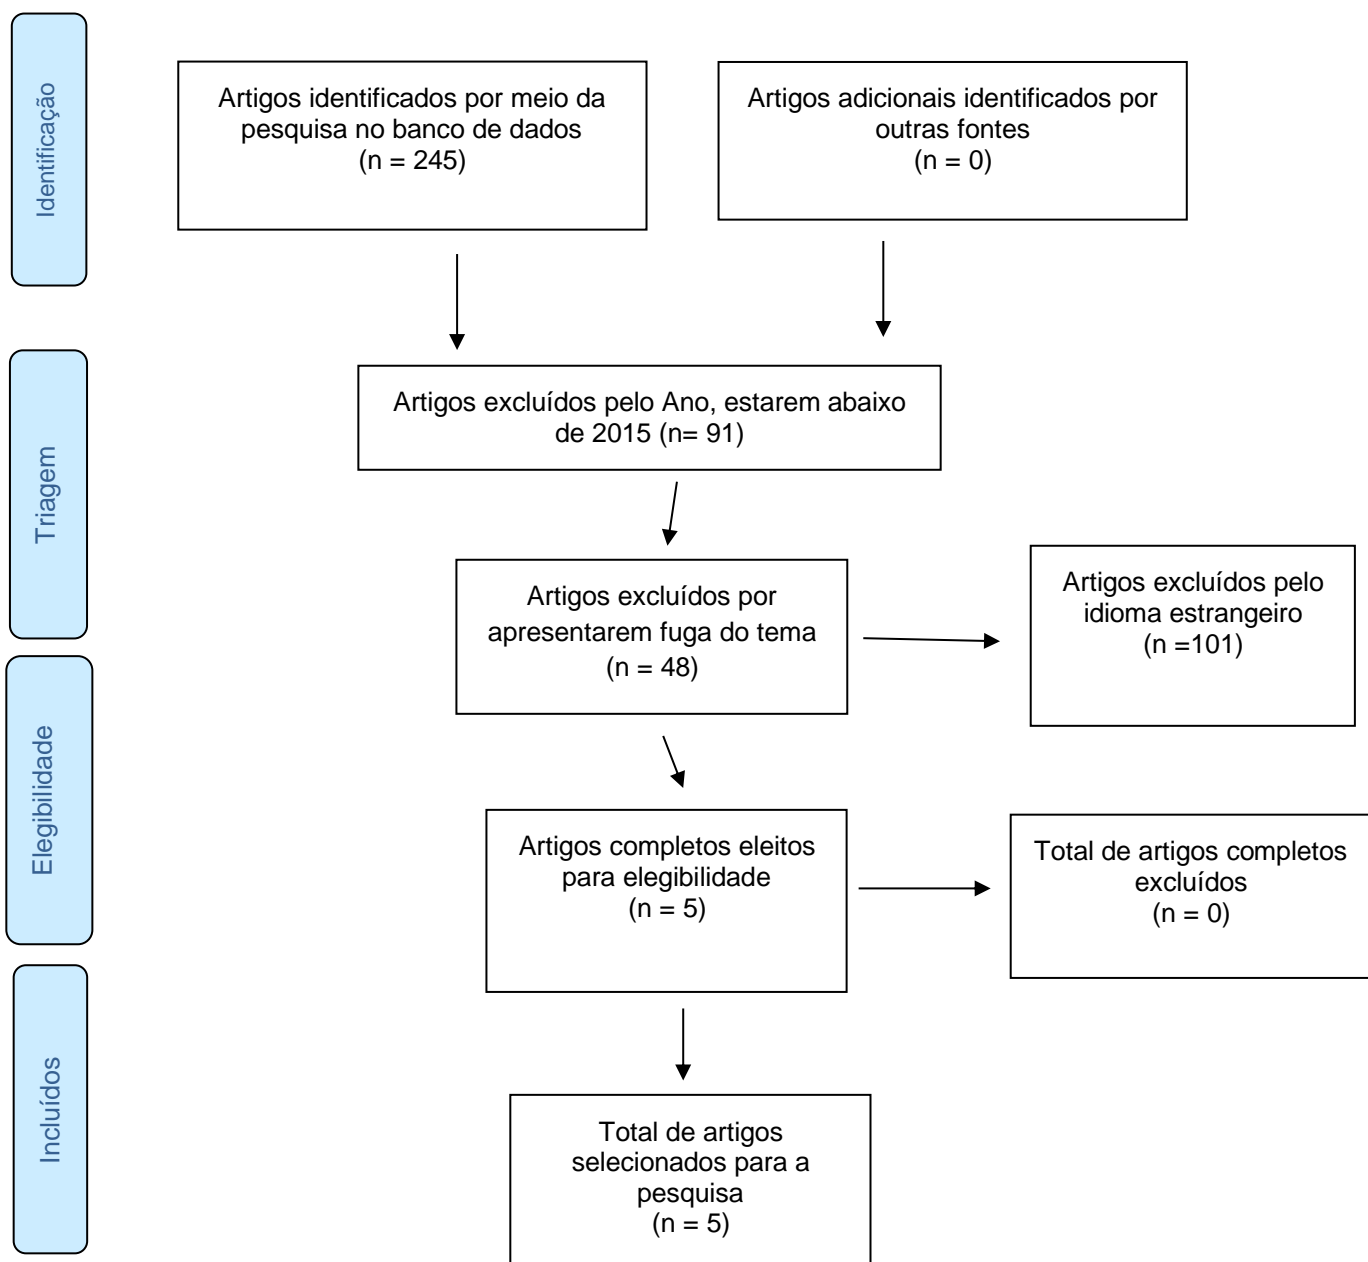 Identificação
Artigos identificados por meio da
pesquisa no banco de dados
(n = 245)
Artigos adicionais identificados por
outras fontes
(n = 0)
Triagem
Artigos excluídos pelo Ano, estarem abaixo
de 2015 (n= 91)
Artigos excluídos por
apresentarem fuga do tema
(n = 48)
Artigos excluídos pelo
idioma estrangeiro
(n =101)
Elegibilidade
Artigos completos eleitos
para elegibilidade
(n = 5)
Total de artigos completos
excluídos
(n = 0)
Incluídos
Total de artigos
selecionados para a
pesquisa
(n = 5)